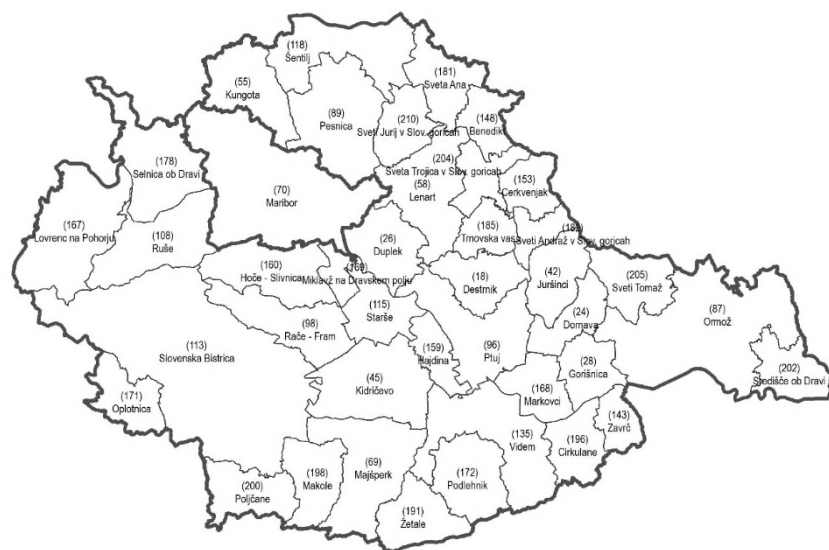 (118)
Šentilj
(55)
Kungota
(181)
Sveta Ana
(89)
Pesnica
(210)
Sveti Jurij v Slov. goricah
(148)
Benedik
(178)
Selnica ob Dravi
(204)
Sveta Trojica v Slov. goricah
(58)
Lenart
(153)
Cerkvenjak
(70)
Maribor
(167)
Lovrenc na Pohorju
(108)
Ruše
(26)
Duplek
(185)
Trnovska vas
(182)
Sveti Andraž v Slov. goricah
(160)
Hoče - Slivnica
(169)
Miklavž na Dravskem polju
(18)
Destrnik
(42)
Juršinci
(205)
Sveti Tomaž
(87)
Ormož
(115)
Starše
(24)
Dornava
(98)
Rače - Fram
(113)
Slovenska Bistrica
(159)
Hajdina
(96)
Ptuj
(28)
Gorišnica
(202)
Središče ob Dravi
(171)
Oplotnica
(45)
Kidričevo
(168)
Markovci
(143)
Zavrč
(135)
Videm
(196)
Cirkulane
(200)
Poljčane
(198)
Makole
(69)
Majšperk
(172)
Podlehnik
(191)
Žetale